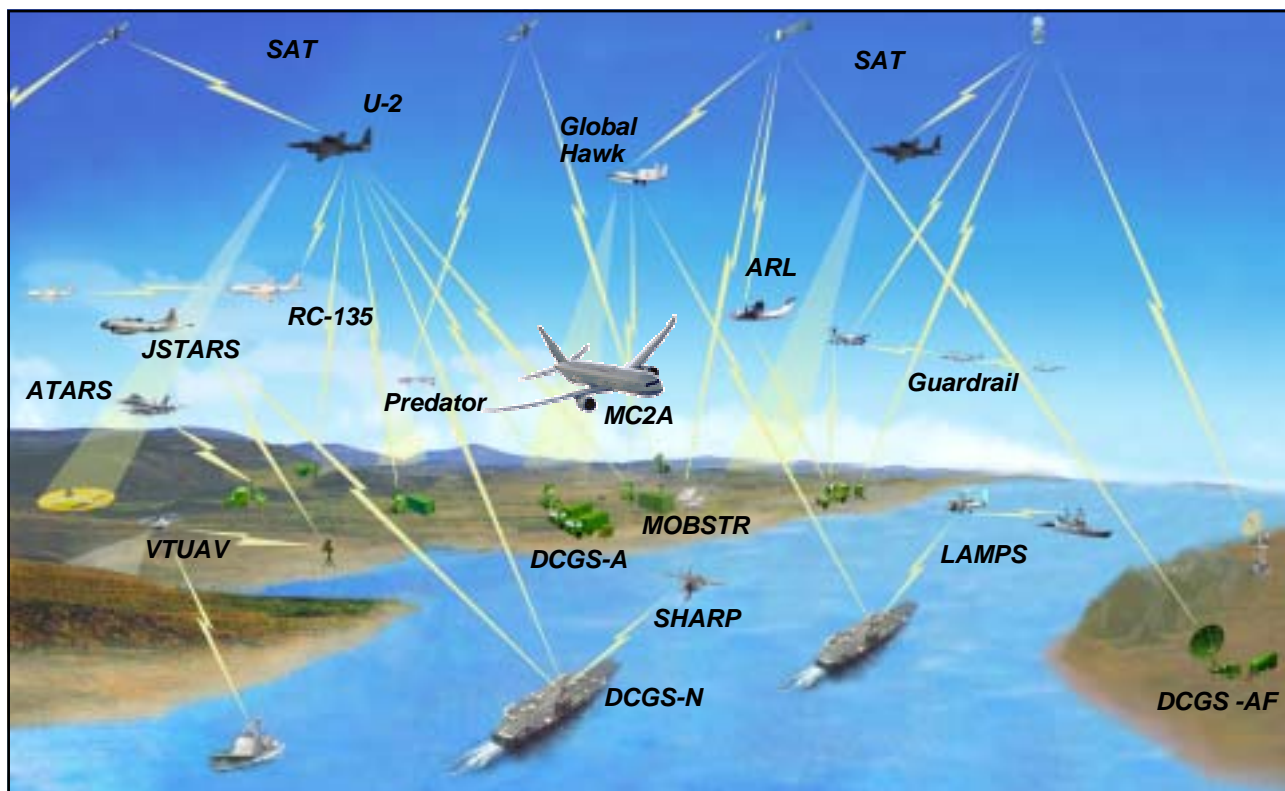 SAT
SAT
U-2
Global
Hawk
ARL
RC-135
JSTARS
Guardrail
ATARS
Predator
MC2A
MOBSTR
VTUAV
DCGS-A
LAMPS
SHARP
DCGS-N
DCGS -AF